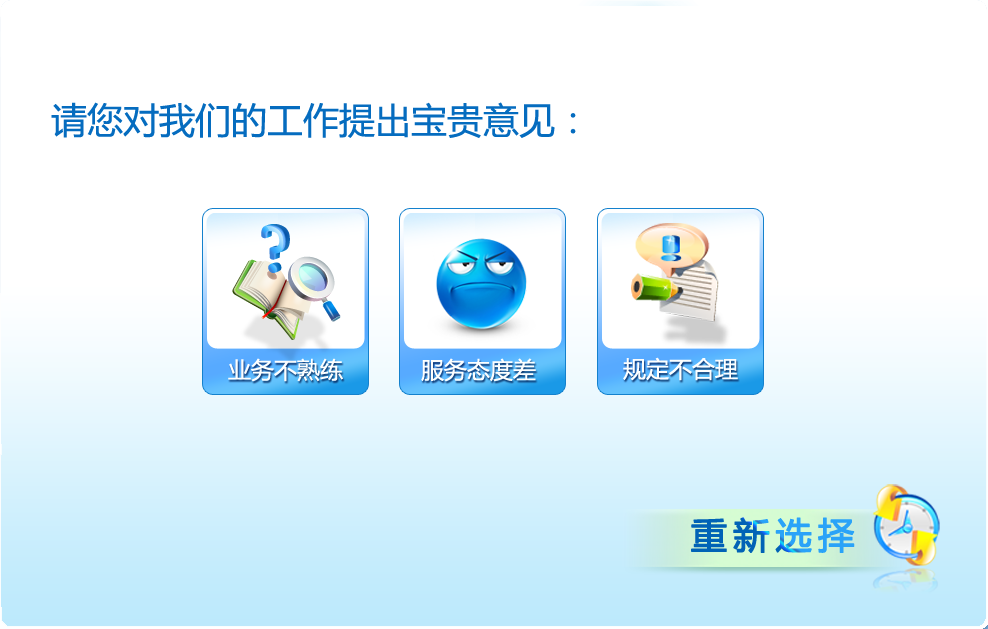 请您对我们的工作提出宝贵意见：
业务不熟练
服务态度差
规定不合理
重新选择